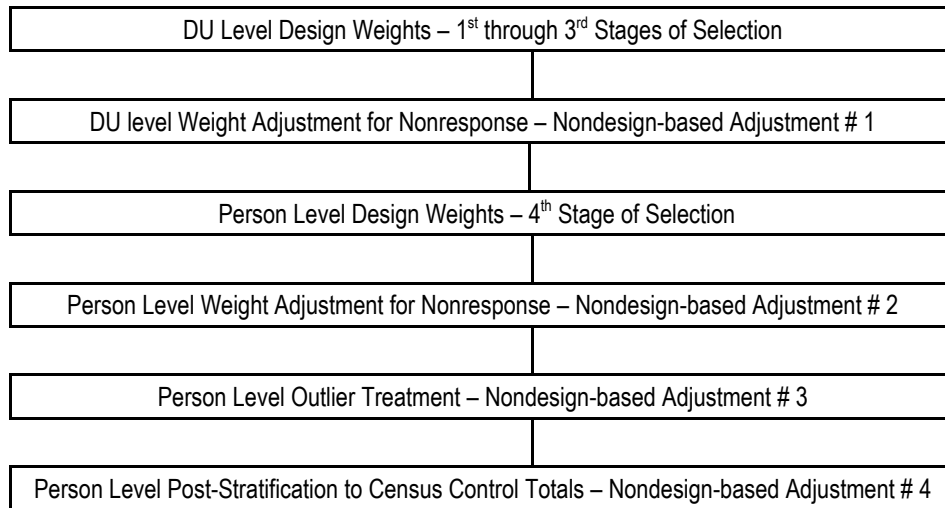 DU Level Design Weights – 1st through 3rd Stages of Selection
DU level Weight Adjustment for Nonresponse – Nondesign-based Adjustment # 1
Person Level Design Weights – 4th Stage of Selection
Person Level Weight Adjustment for Nonresponse – Nondesign-based Adjustment # 2
Person Level Outlier Treatment – Nondesign-based Adjustment # 3
Person Level Post-Stratification to Census Control Totals – Nondesign-based Adjustment # 4